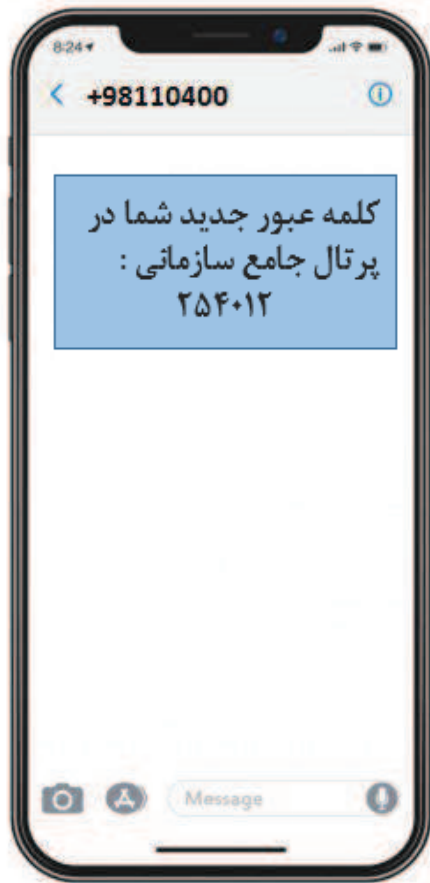 8:24
+98110400
کلمه عبور جدید شما در
پرتال جامع سازمانی :
۲۵۴۰۱۲
Message